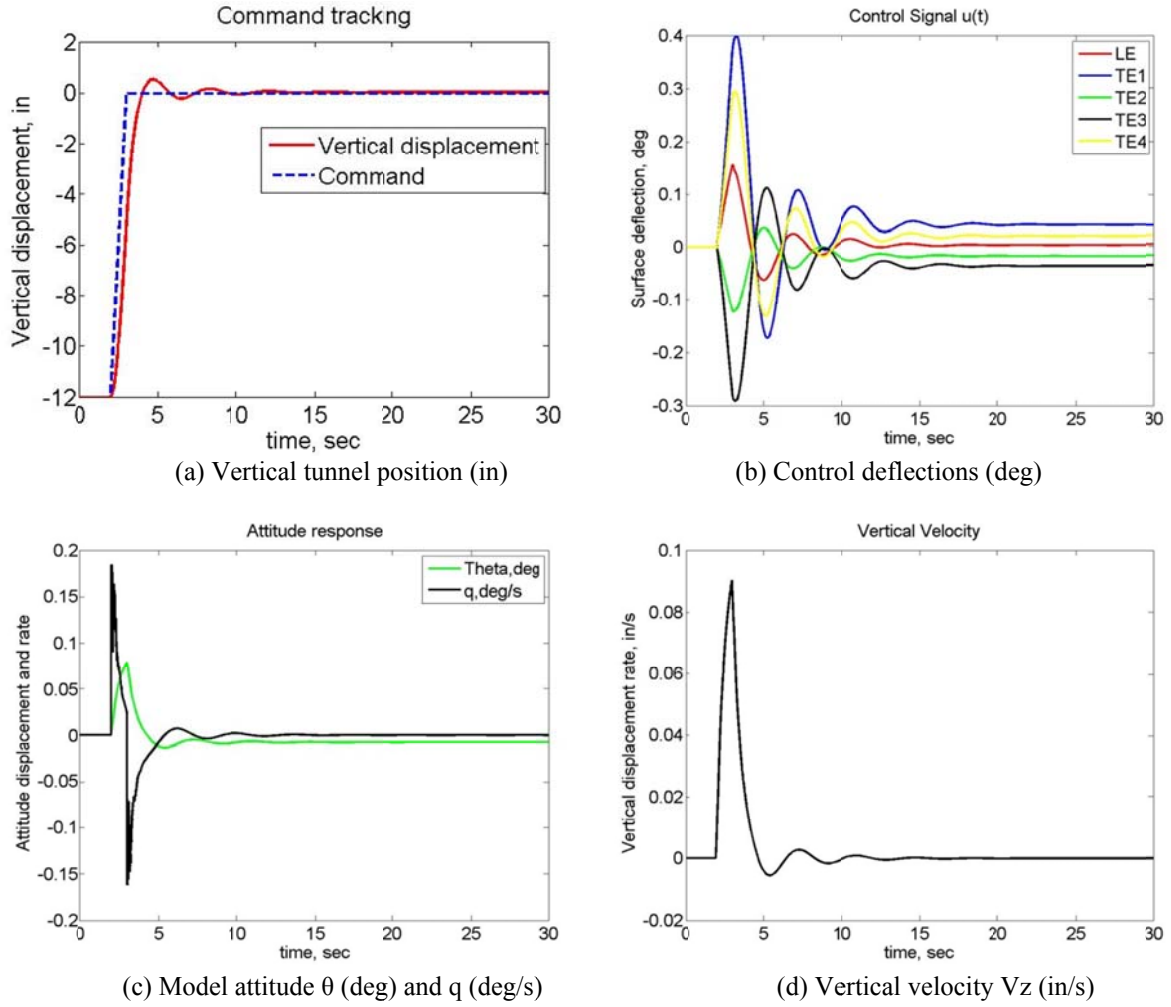 Command tracking
Vertical displacement, in
2
0
-2
-4
-6
-8
-10
-12
Vertical displacement
Command
0 5 10 15 20 25 30
time, sec
(a) Vertical tunnel position (in)
Control Signal u(t)
Surface deflection, deg
0.4
0.3
0.2
0.1
0
-0.1
-0.2
-0.3
LE
TE1
TE2
TE3
TE4
0 5 10 15 20 25 30
time, sec
(b) Control deflections (deg)
Attitude response
Attitude displacement and rate
0.2
0.15
0.1
0.05
0
-0.05
-0.1
-0.15
-0.2
Theta,deg
q,deg/s
0 5 10 15 20 25 30
time, sec
(c) Model attitude θ (deg) and q (deg/s)
Vertical Velocity
Vertical displacement rate, in/s
0.1
0.08
0.06
0.04
0.02
0
-0.02
0 5 10 15 20 25 30
time, sec
(d) Vertical velocity Vz (in/s)